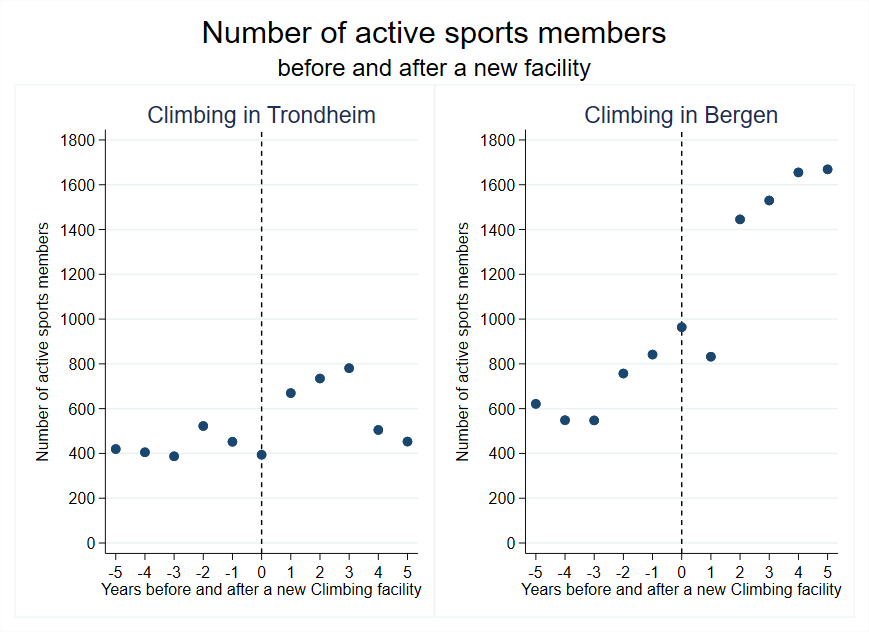 Number of active sports members
before and after a new facility
Climbing in Trondheim
Number of active sports members
1800
1600
1400
1200
1000
800
600
400
200
0
-5 -4 -3 -2 -1 0 1 2 3 4 5
Years before and after a new Climbing facility
Climbing in Bergen
Number of active sports members
1800
1600
1400
1200
1000
800
600
400
200
0
-5 -4 -3 -2 -1 0 1 2 3 4 5
Years before and after a new Climbing facility